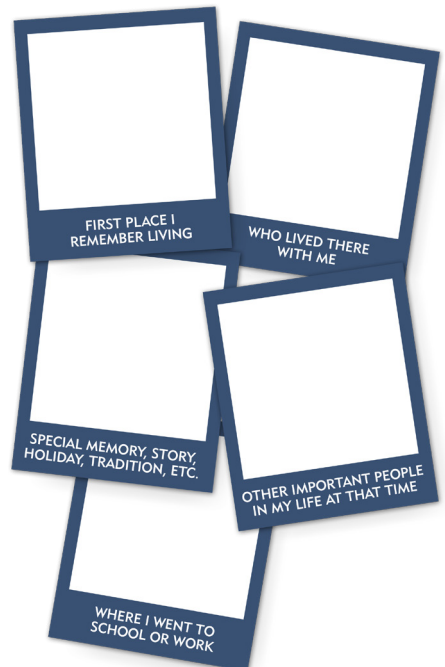 FIRST PLACE I
REMEMBER LIVING
WHO LIVED THERE
WITH ME
SPECIAL MEMORY, STORY,
HOLIDAY, TRADITION, ETC.
OTHER IMPORTANT PEOPLE
IN MY LIFE AT THAT TIME
WHERE I WENT TO
SCHOOL OR WORK